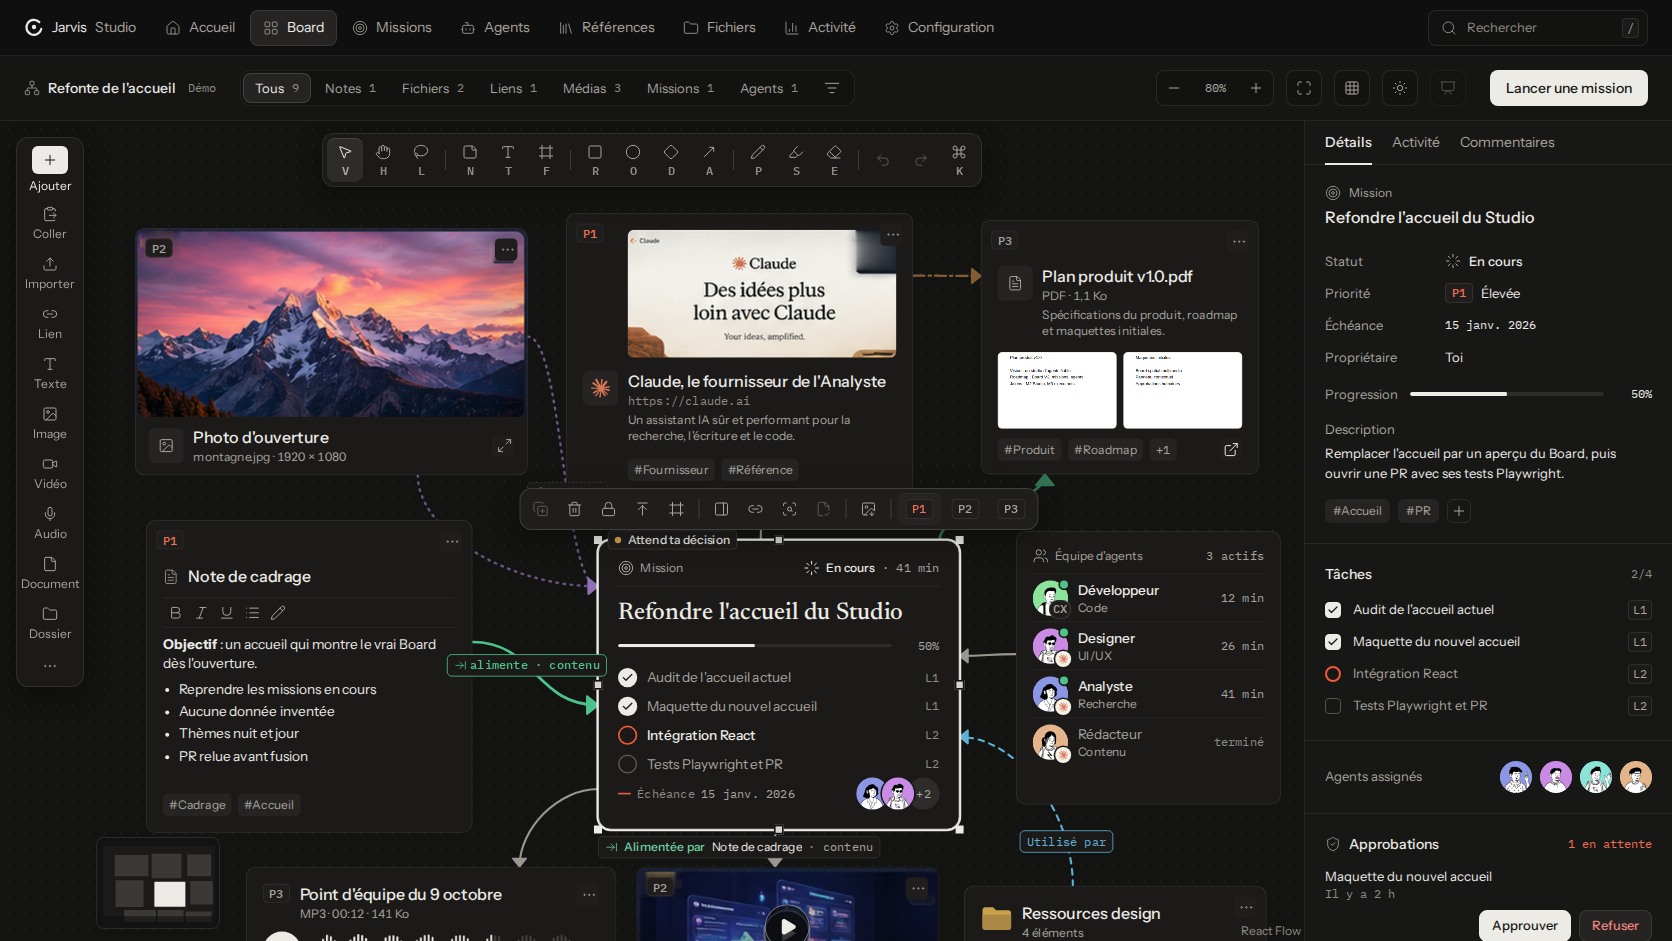 Jarvis Studio
Accueil
Board
Missions
Agents
Références
Fichiers
Activité
Configuration
Rechercher /
Refonte de l'accueil Démo
Tous 9
Notes 1
Fichiers 2
Liens 1
Médias 3
Missions 1
Agents 1
80%
Lancer une mission
Ajouter
Coller
Importer
Lien
Texte
Image
Vidéo
Audio
Document
Dossier
V H L N T F R O D A P S E K
P2
Photo d'ouverture
montagne.jpg · 1920 × 1080
P1
Claude
Claude
Des idées plus
loin avec Claude
Your ideas, amplified.
Claude, le fournisseur de l'Analyste
https://claude.ai
Un assistant IA sûr et performant pour la
recherche, l'écriture et le code.
#Fournisseur #Référence
P3
Plan produit v1.0.pdf
PDF · 1,1 Ko
Spécifications du produit, roadmap
et maquettes initiales.
#Produit #Roadmap +1
P1 P2 P3
P1
Note de cadrage
B I U
Objectif : un accueil qui montre le vrai Board
dès l'ouverture.
• Reprendre les missions en cours
• Aucune donnée inventée
• Thèmes nuit et jour
• PR relue avant fusion
#Cadrage #Accueil
alimente · contenu
Attend ta décision
Mission
En cours · 41 min
Refondre l'accueil du Studio
50%
Audit de l'accueil actuel L1
Maquette du nouvel accueil L1
Intégration React L2
Tests Playwright et PR L2
Échéance 15 janv. 2026
+2
Alimentée par Note de cadrage · contenu
Équipe d'agents 3 actifs
Développeur
Code
12 min
CX
Designer
UI/UX
26 min
Analyste
Recherche
41 min
Rédacteur
Contenu
terminé
Utilisé par
P3
Point d'équipe du 9 octobre
MP3 · 00:12 · 141 Ko
P2
Ressources design
4 éléments
React Flow
Détails
Activité
Commentaires
Mission
Refondre l'accueil du Studio
Statut En cours
Priorité P1 Élevée
Échéance 15 janv. 2026
Propriétaire Toi
Progression 50%
Description
Remplacer l'accueil par un aperçu du Board, puis
ouvrir une PR avec ses tests Playwright.
#Accueil #PR
Tâches 2/4
Audit de l'accueil actuel L1
Maquette du nouvel accueil L1
Intégration React L2
Tests Playwright et PR L2
Agents assignés
Approbations 1 en attente
Maquette du nouvel accueil
Il y a 2 h
Approuver
Refuser